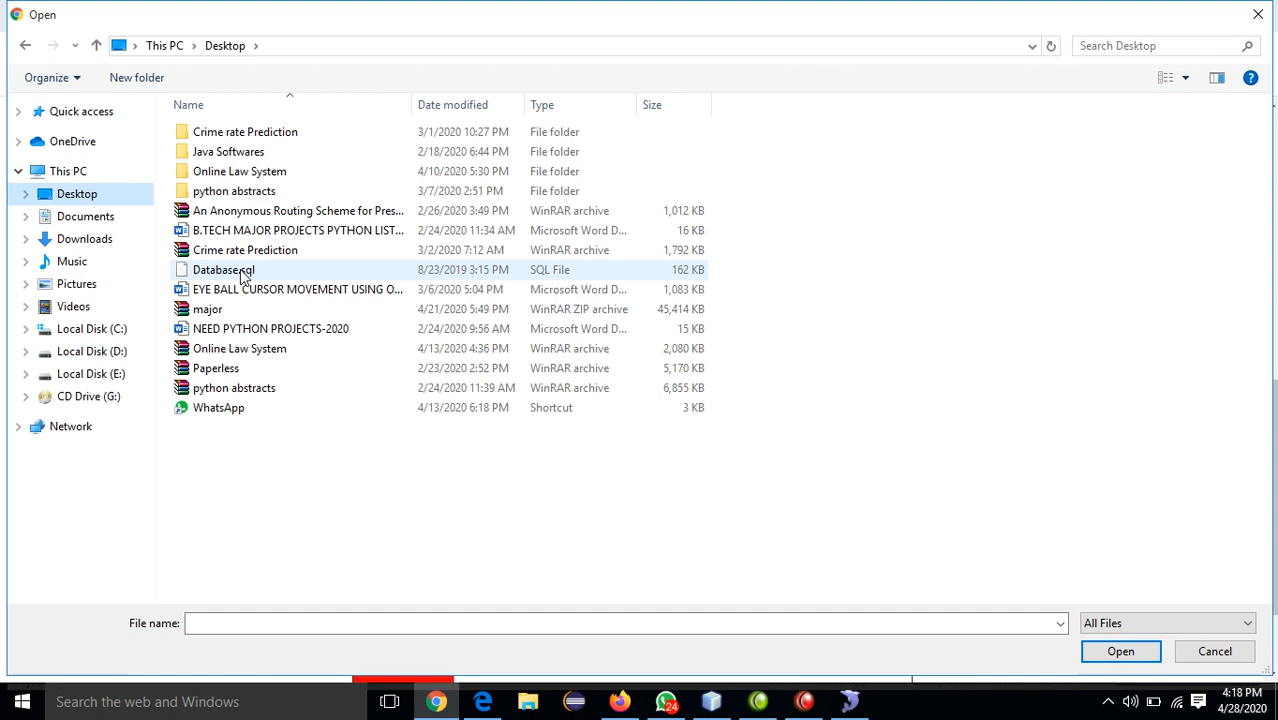 Open
This PC Desktop
Search Desktop
Organize New folder
Name Date modified Type Size
Quick access
OneDrive
This PC
Desktop
Documents
Downloads
Music
Pictures
Videos
Local Disk (C:)
Local Disk (D:)
Local Disk (E:)
CD Drive (G:)
Network
Crime rate Prediction 3/1/2020 10:27 PM File folder
Java Softwares 2/18/2020 6:44 PM File folder
Online Law System 4/10/2020 5:30 PM File folder
python abstracts 3/7/2020 2:51 PM File folder
An Anonymous Routing Scheme for Pres... 2/26/2020 3:49 PM WinRAR archive 1,012 KB
B.TECH MAJOR PROJECTS PYTHON LIST... 2/24/2020 11:34 AM Microsoft Word D... 16 KB
Crime rate Prediction 3/2/2020 7:12 AM WinRAR archive 1,792 KB
Database.sql 8/23/2019 3:15 PM SQL File 162 KB
EYE BALL CURSOR MOVEMENT USING O... 3/6/2020 5:04 PM Microsoft Word D... 1,083 KB
major 4/21/2020 5:49 PM WinRAR ZIP archive 45,414 KB
NEED PYTHON PROJECTS-2020 2/24/2020 9:56 AM Microsoft Word D... 15 KB
Online Law System 4/13/2020 4:36 PM WinRAR archive 2,080 KB
Paperless 2/23/2020 2:52 PM WinRAR archive 5,170 KB
python abstracts 2/24/2020 11:39 AM WinRAR archive 6,855 KB
WhatsApp 4/13/2020 6:18 PM Shortcut 3 KB
File name: All Files
Open Cancel
Search the web and Windows
24
4:18 PM
4/28/2020